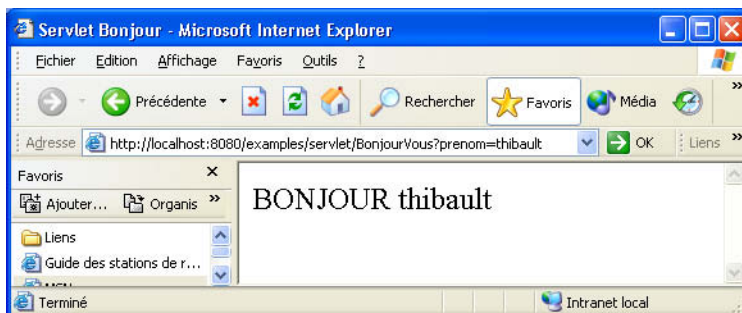 Servlet Bonjour - Microsoft Internet Explorer
Fichier Edition Affichage Favoris Outils ?
Précédente Rechercher Favoris Média »
Adresse http://localhost:8080/examples/servlet/BonjourVous?prenom=thibault OK Liens »
Favoris ×
Ajouter... Organis »
Liens
Guide des stations de r...
MSN
BONJOUR thibault
Terminé Intranet local